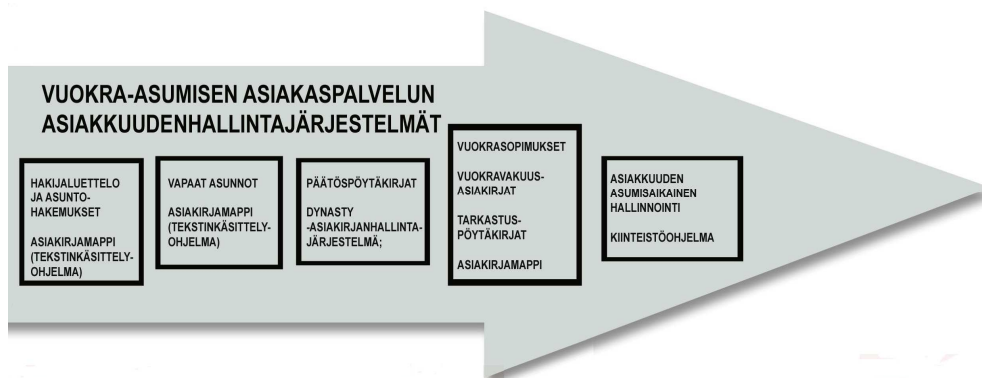 VUOKRA-ASUMISEN ASIAKASPALVELUN
ASIAKKUUDENHALLINTAJÄRJESTELMÄT
HAKIJALUETTELO
JA ASUNTO-
HAKEMUKSET
ASIAKIRJAMAPPI
(TEKSTINKÄSITTELY-
OHJELMA)
VAPAAT ASUNNOT
ASIAKIRJAMAPPI
(TEKSTINKÄSITTELY-
OHJELMA)
PÄÄTÖSPÖYTÄKIRJAT
DYNASTY
-ASIAKIRJANHALLINTA-
JÄRJESTELMÄ;
VUOKRASOPIMUKSET
VUOKRAVAKUUS-
ASIAKIRJAT
TARKASTUS-
PÖYTÄKIRJAT
ASIAKIRJAMAPPI
ASIAKKUUDEN
ASUMISAIKAINEN
HALLINNOINTI
KIINTEISTÖOHJELMA